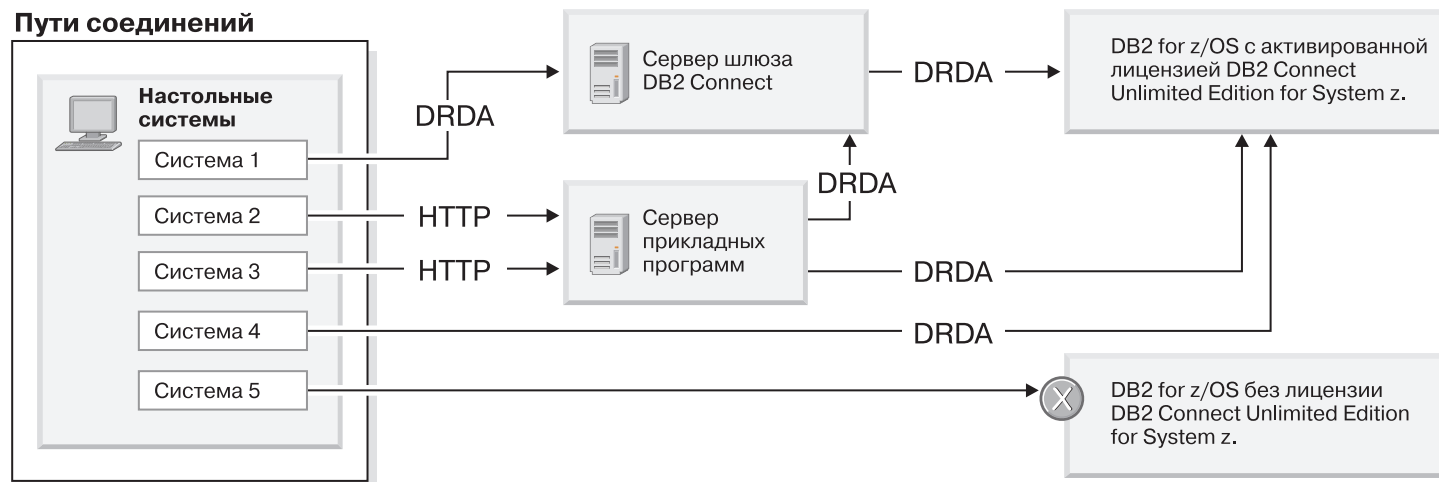 Пути соединений
Настольные
системы
Система 1
Система 2
Система 3
Система 4
Система 5
DRDA
HTTP
HTTP
Сервер шлюза
DB2 Connect
DRDA
Сервер
прикладных
программ
DRDA
DRDA
DRDA
DB2 for z/OS с активированной
лицензией DB2 Connect
Unlimited Edition for System z.
X
DB2 for z/OS без лицензии
DB2 Connect Unlimited Edition
for System z.